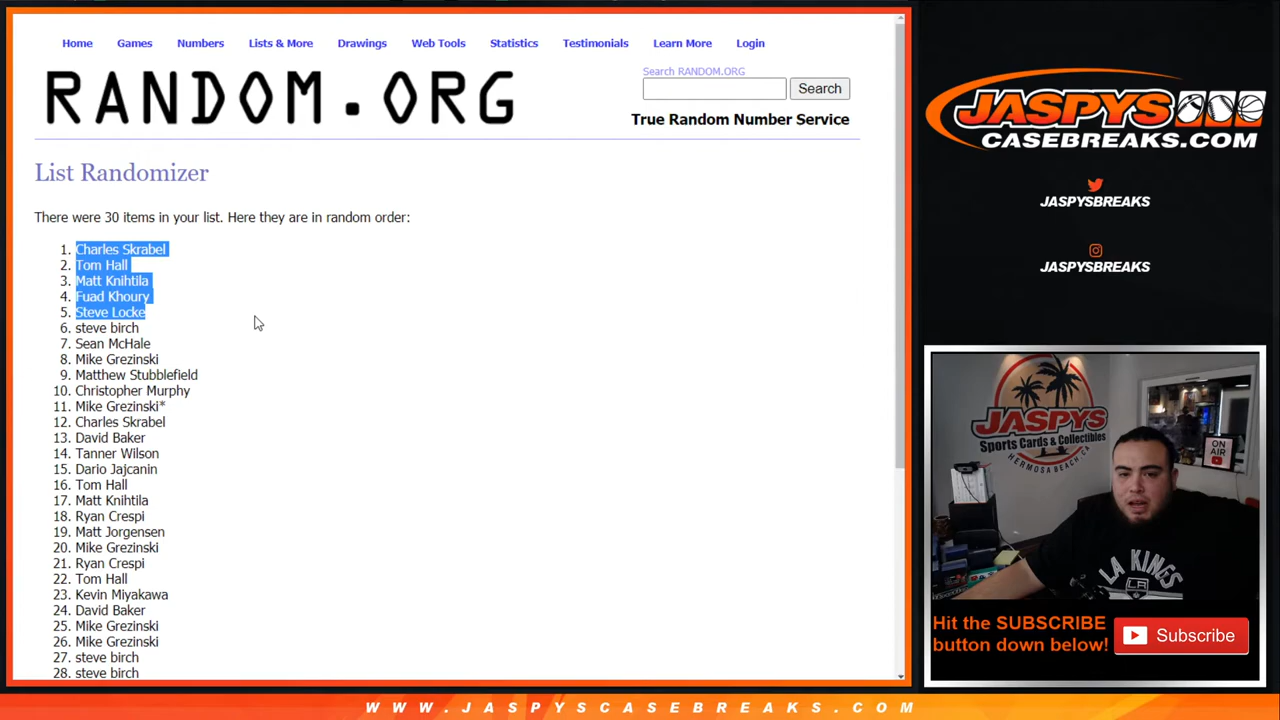 Home Games Numbers Lists & More Drawings Web Tools Statistics Testimonials Learn More Login
RANDOM.ORG
Search RANDOM.ORG
Search
True Random Number Service
List Randomizer
There were 30 items in your list. Here they are in random order:
1. Charles Skrabel
2. Tom Hall
3. Matt Knihtila
4. Fuad Khoury
5. Steve Locke
6. steve birch
7. Sean McHale
8. Mike Grezinski
9. Matthew Stubblefield
10. Christopher Murphy
11. Mike Grezinski*
12. Charles Skrabel
13. David Baker
14. Tanner Wilson
15. Dario Jajcanin
16. Tom Hall
17. Matt Knihtila
18. Ryan Crespi
19. Matt Jorgensen
20. Mike Grezinski
21. Ryan Crespi
22. Tom Hall
23. Kevin Miyakawa
24. David Baker
25. Mike Grezinski
26. Mike Grezinski
27. steve birch
28. steve birch
JASPYS
CASEBREAKS.COM
JASPYSBREAKS
JASPYSBREAKS
JASPYS
Sports Cards & Collectibles
HERMOSA BEACH CA
ON
AIR
LA KINGS
LA
Hit the SUBSCRIBE
button down below!
Subscribe
WWW.JASPYSCASEBREAKS.COM